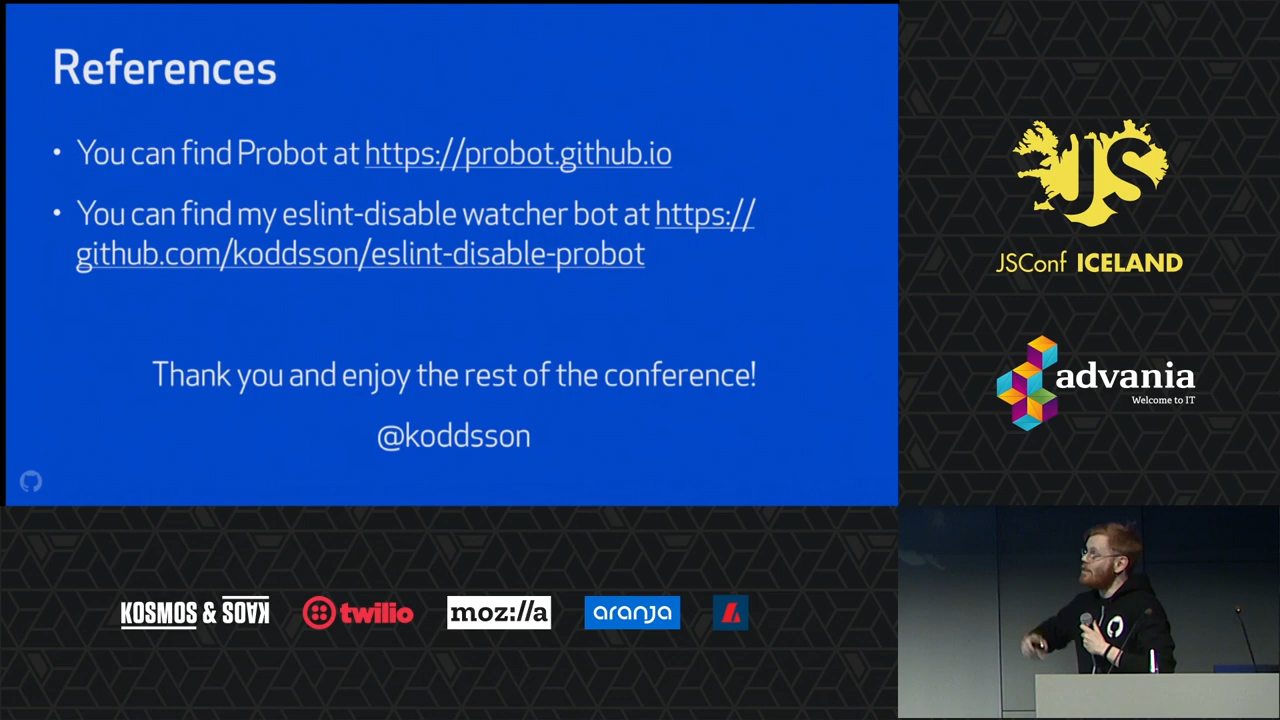 References
• You can find Probot at https://probot.github.io
• You can find my eslint-disable watcher bot at https://
github.com/koddsson/eslint-disable-probot
Thank you and enjoy the rest of the conference!
@koddsson
JS
JSConf ICELAND
advania
Welcome to IT
KOSMOS & KAOS
twilio
moz://a
aranja